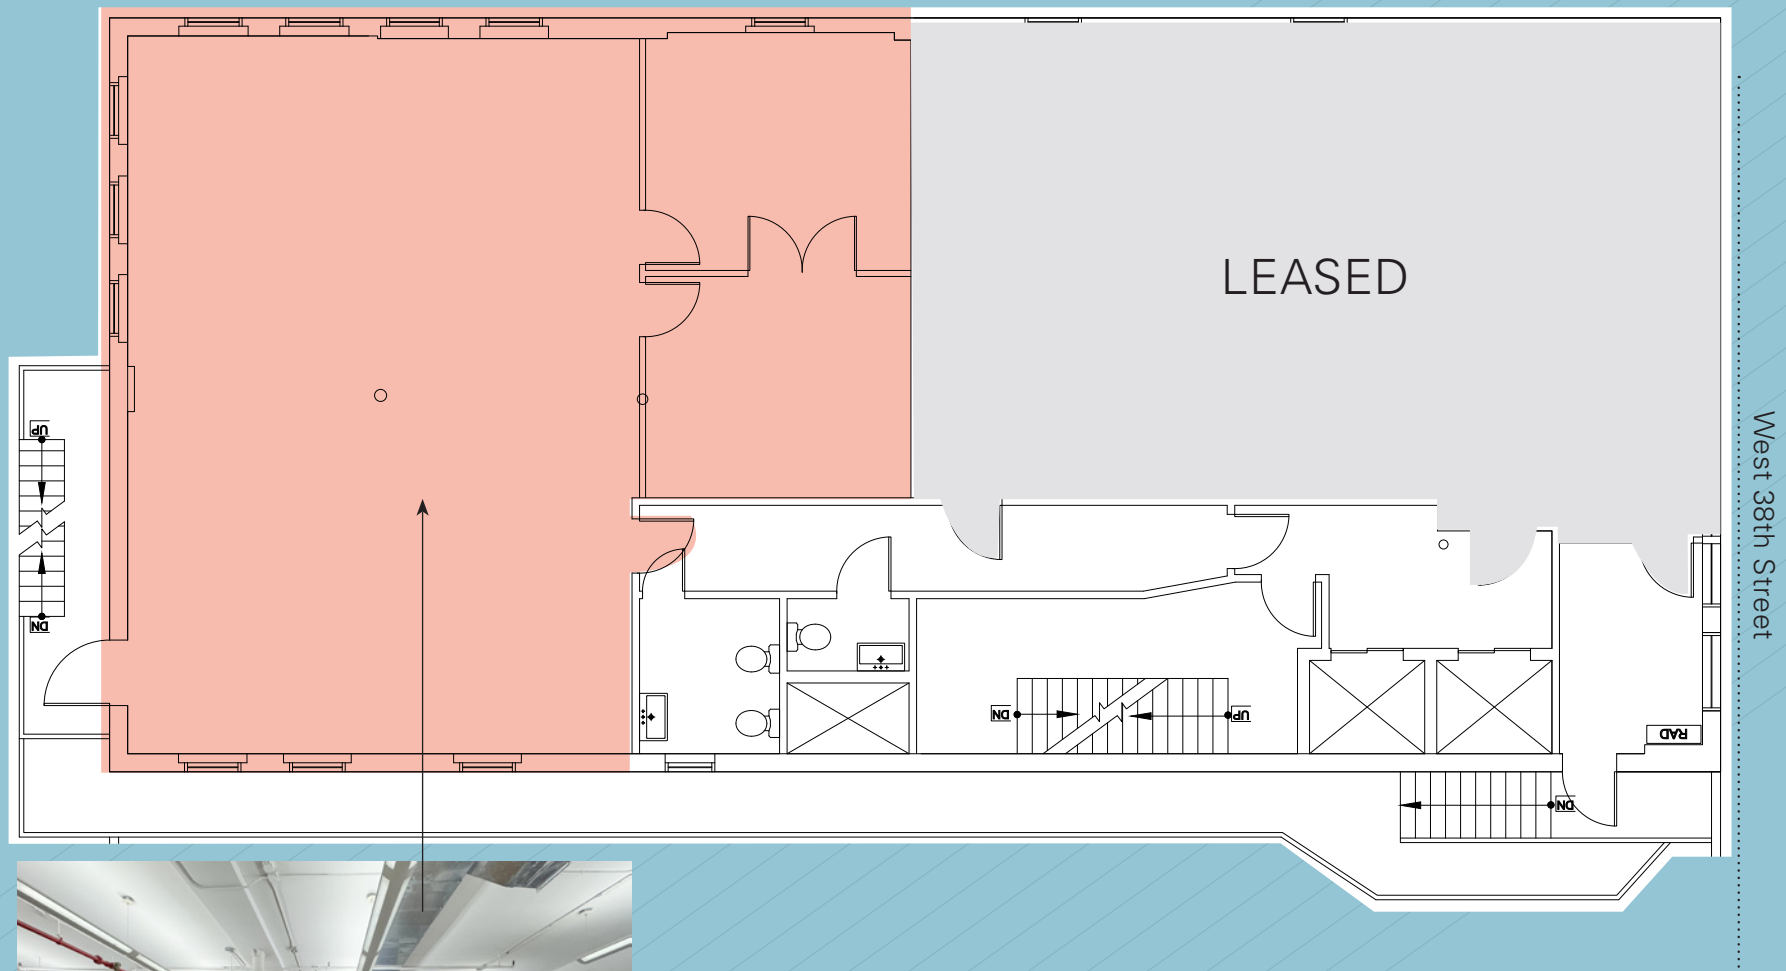 LEASED
West 38th Street
UP
DN
DN
UP
RAD
DN